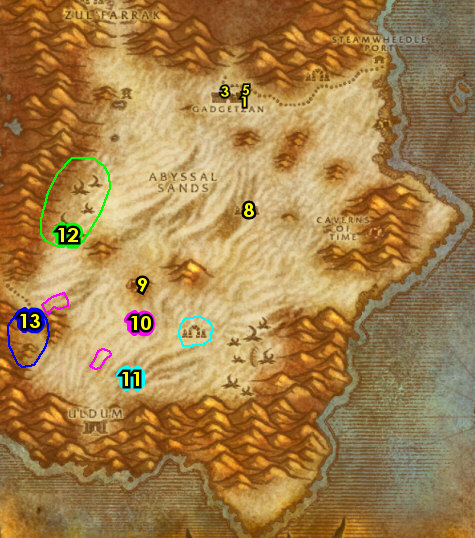 ZUL FARRAK
STEAMWHEEDLE
PORT
3 5
1
GADGETZAN
ABYSSAL
SANDS
8
CAVERNS
OF
TIME
12
9
13
10
11
ULDUM